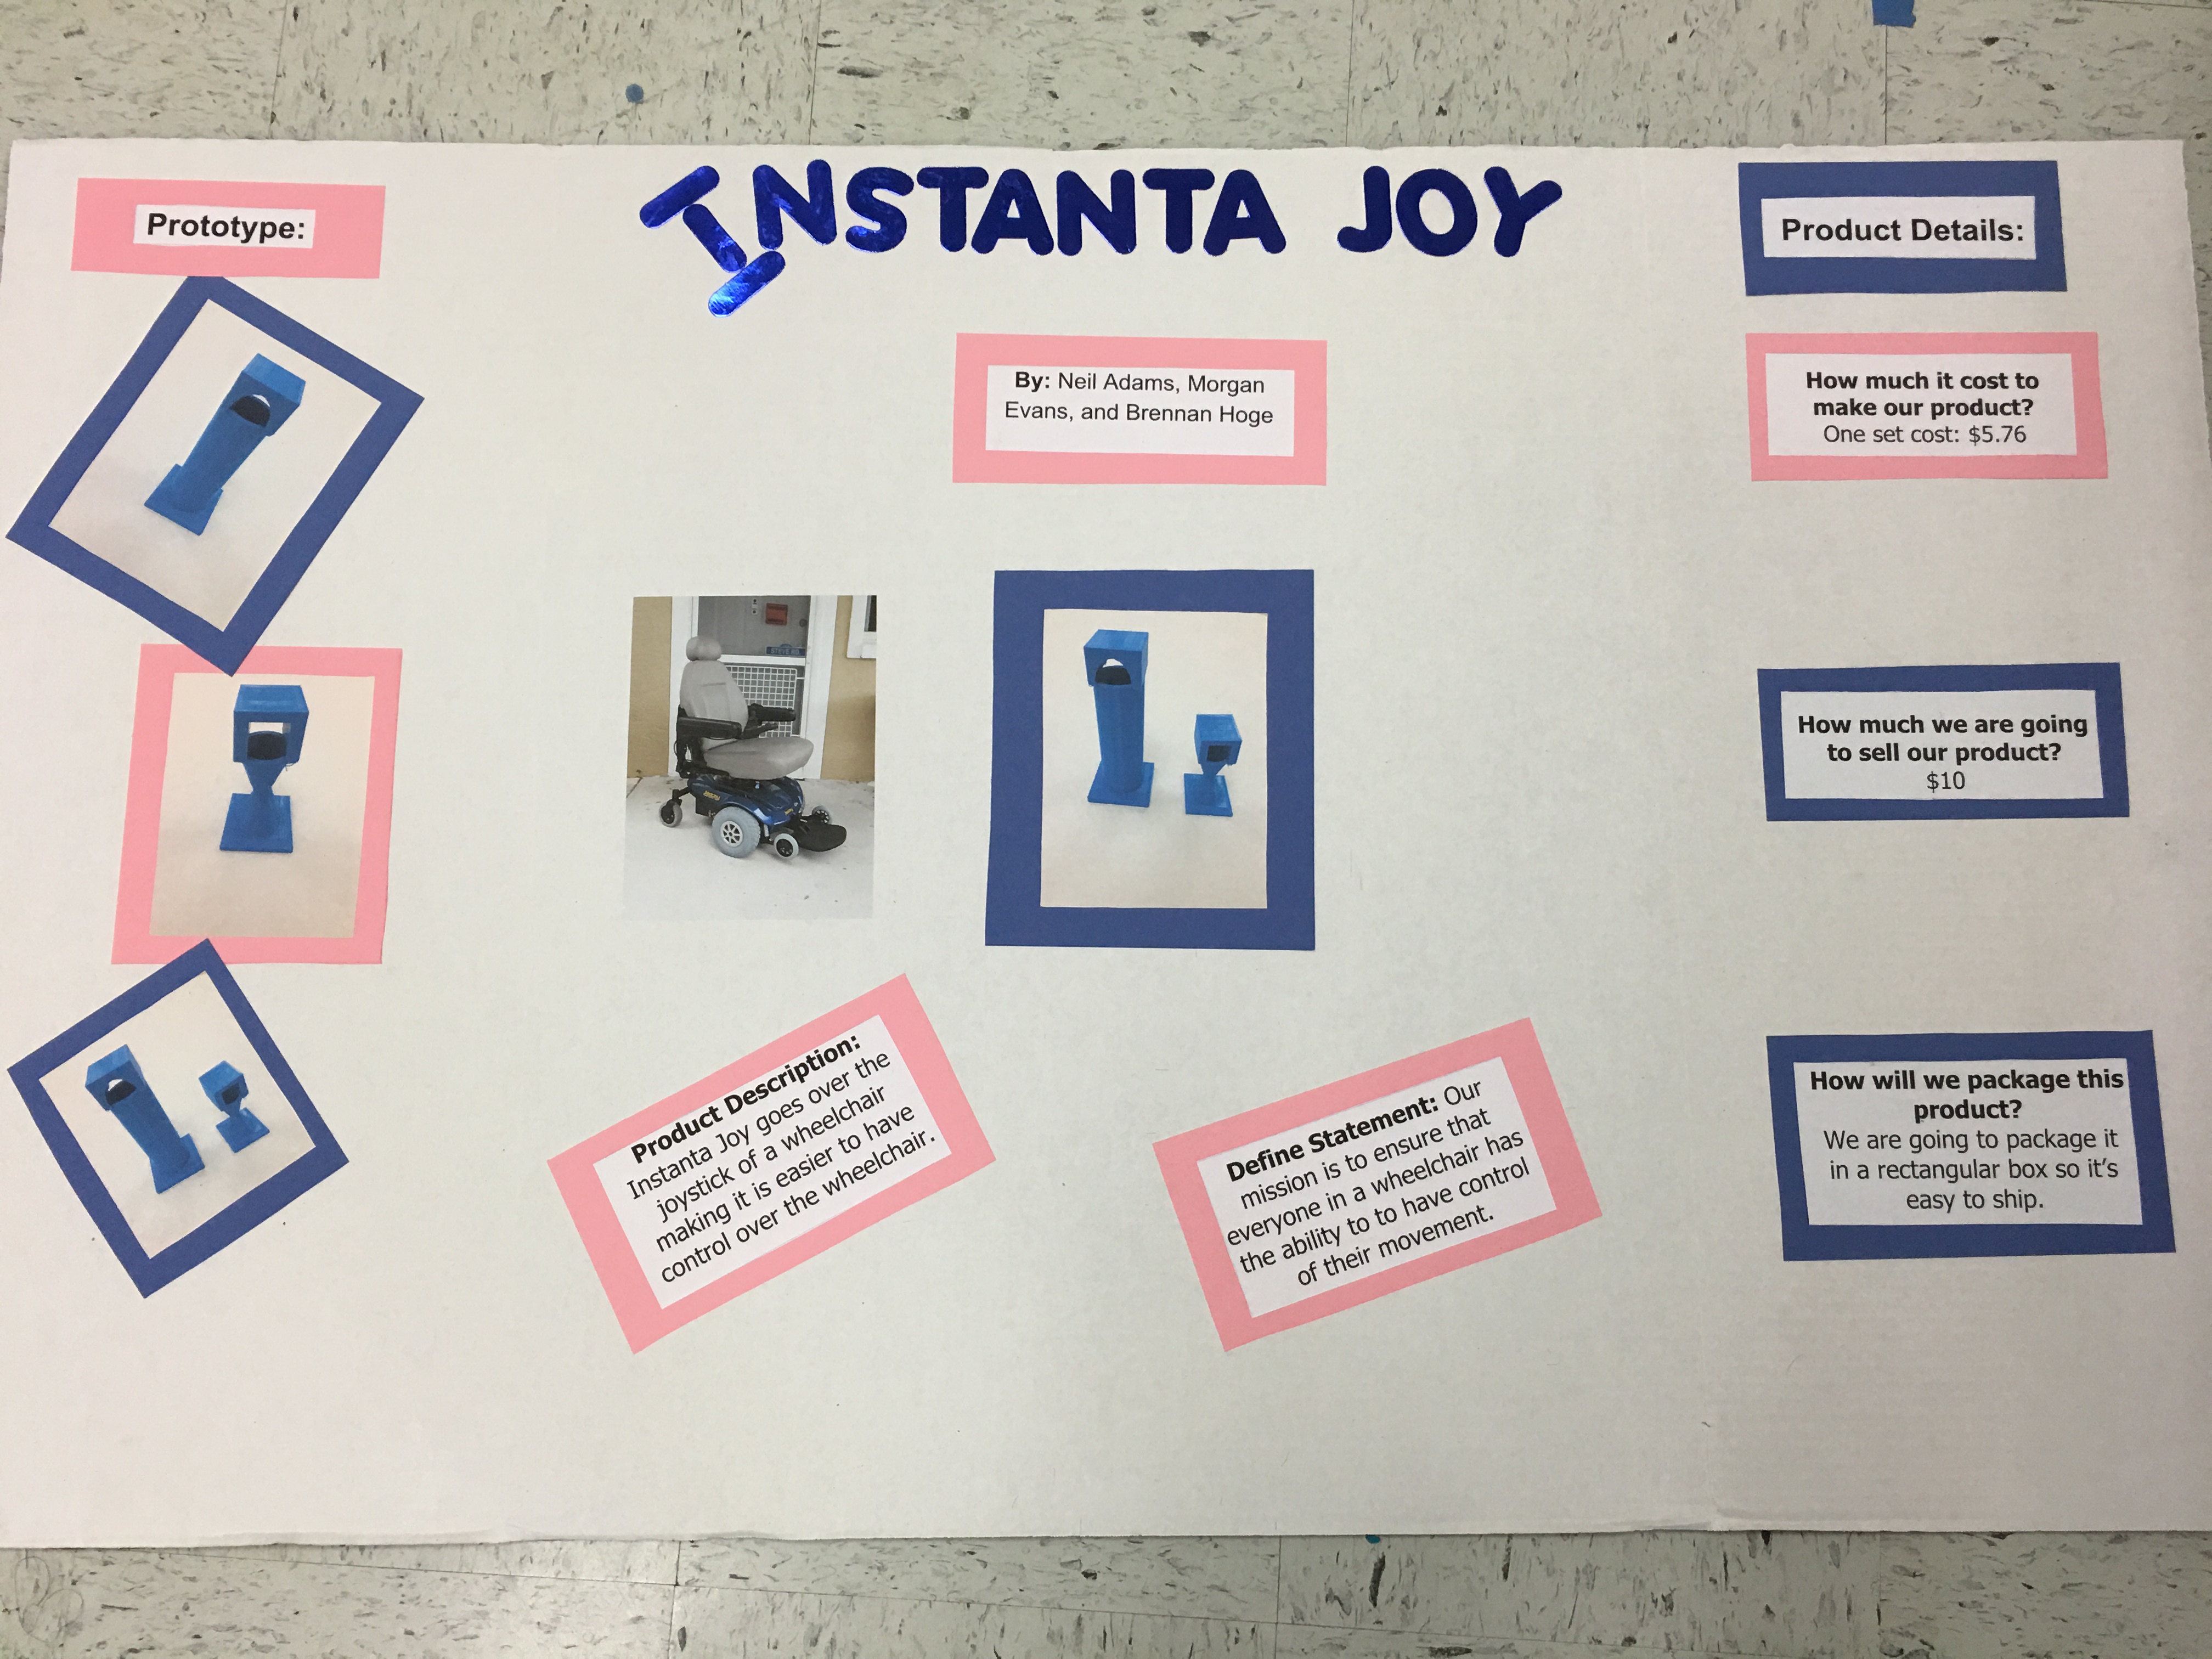 INSTANTA JOY
Prototype:
By: Neil Adams, Morgan
Evans, and Brennan Hoge
Product Description:
Instanta Joy goes over the
joystick of a wheelchair
making it is easier to have
control over the wheelchair.
Define Statement: Our
mission is to ensure that
everyone in a wheelchair has
the ability to to have control
of their movement.
Product Details:
How much it cost to
make our product?
One set cost: $5.76
How much we are going
to sell our product?
$10
How will we package this
product?
We are going to package it
in a rectangular box so it's
easy to ship.